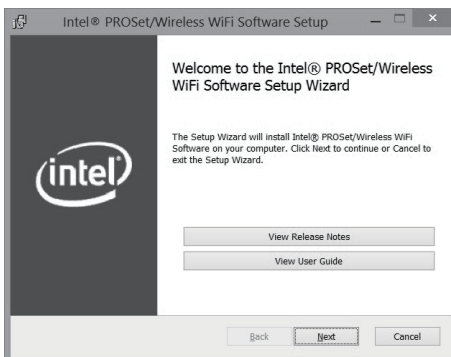 Intel® PROSet/Wireless WiFi Software Setup
Welcome to the Intel® PROSet/Wireless
WiFi Software Setup Wizard
The Setup Wizard will install Intel® PROSet/Wireless WiFi
Software on your computer. Click Next to continue or Cancel to
exit the Setup Wizard.
intel®
View Release Notes
View User Guide
Back
Next
Cancel